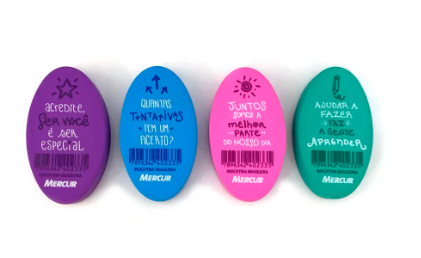 acredite,
Ser você
é ser
especial
INDÚSTRIA BRASILEIRA
MERCUR
QUANTAS
TENTATIVAS
TEM UM
ACERTO?
INDÚSTRIA BRASILEIRA
MERCUR
JUNTOS
somos a
melhor
PARTE
DO NOSSO DIA
INDÚSTRIA BRASILEIRA
MERCUR
AJUDAR A
FAZER
FAZ
A GENTE
APRENDER
INDÚSTRIA BRASILEIRA
MERCUR